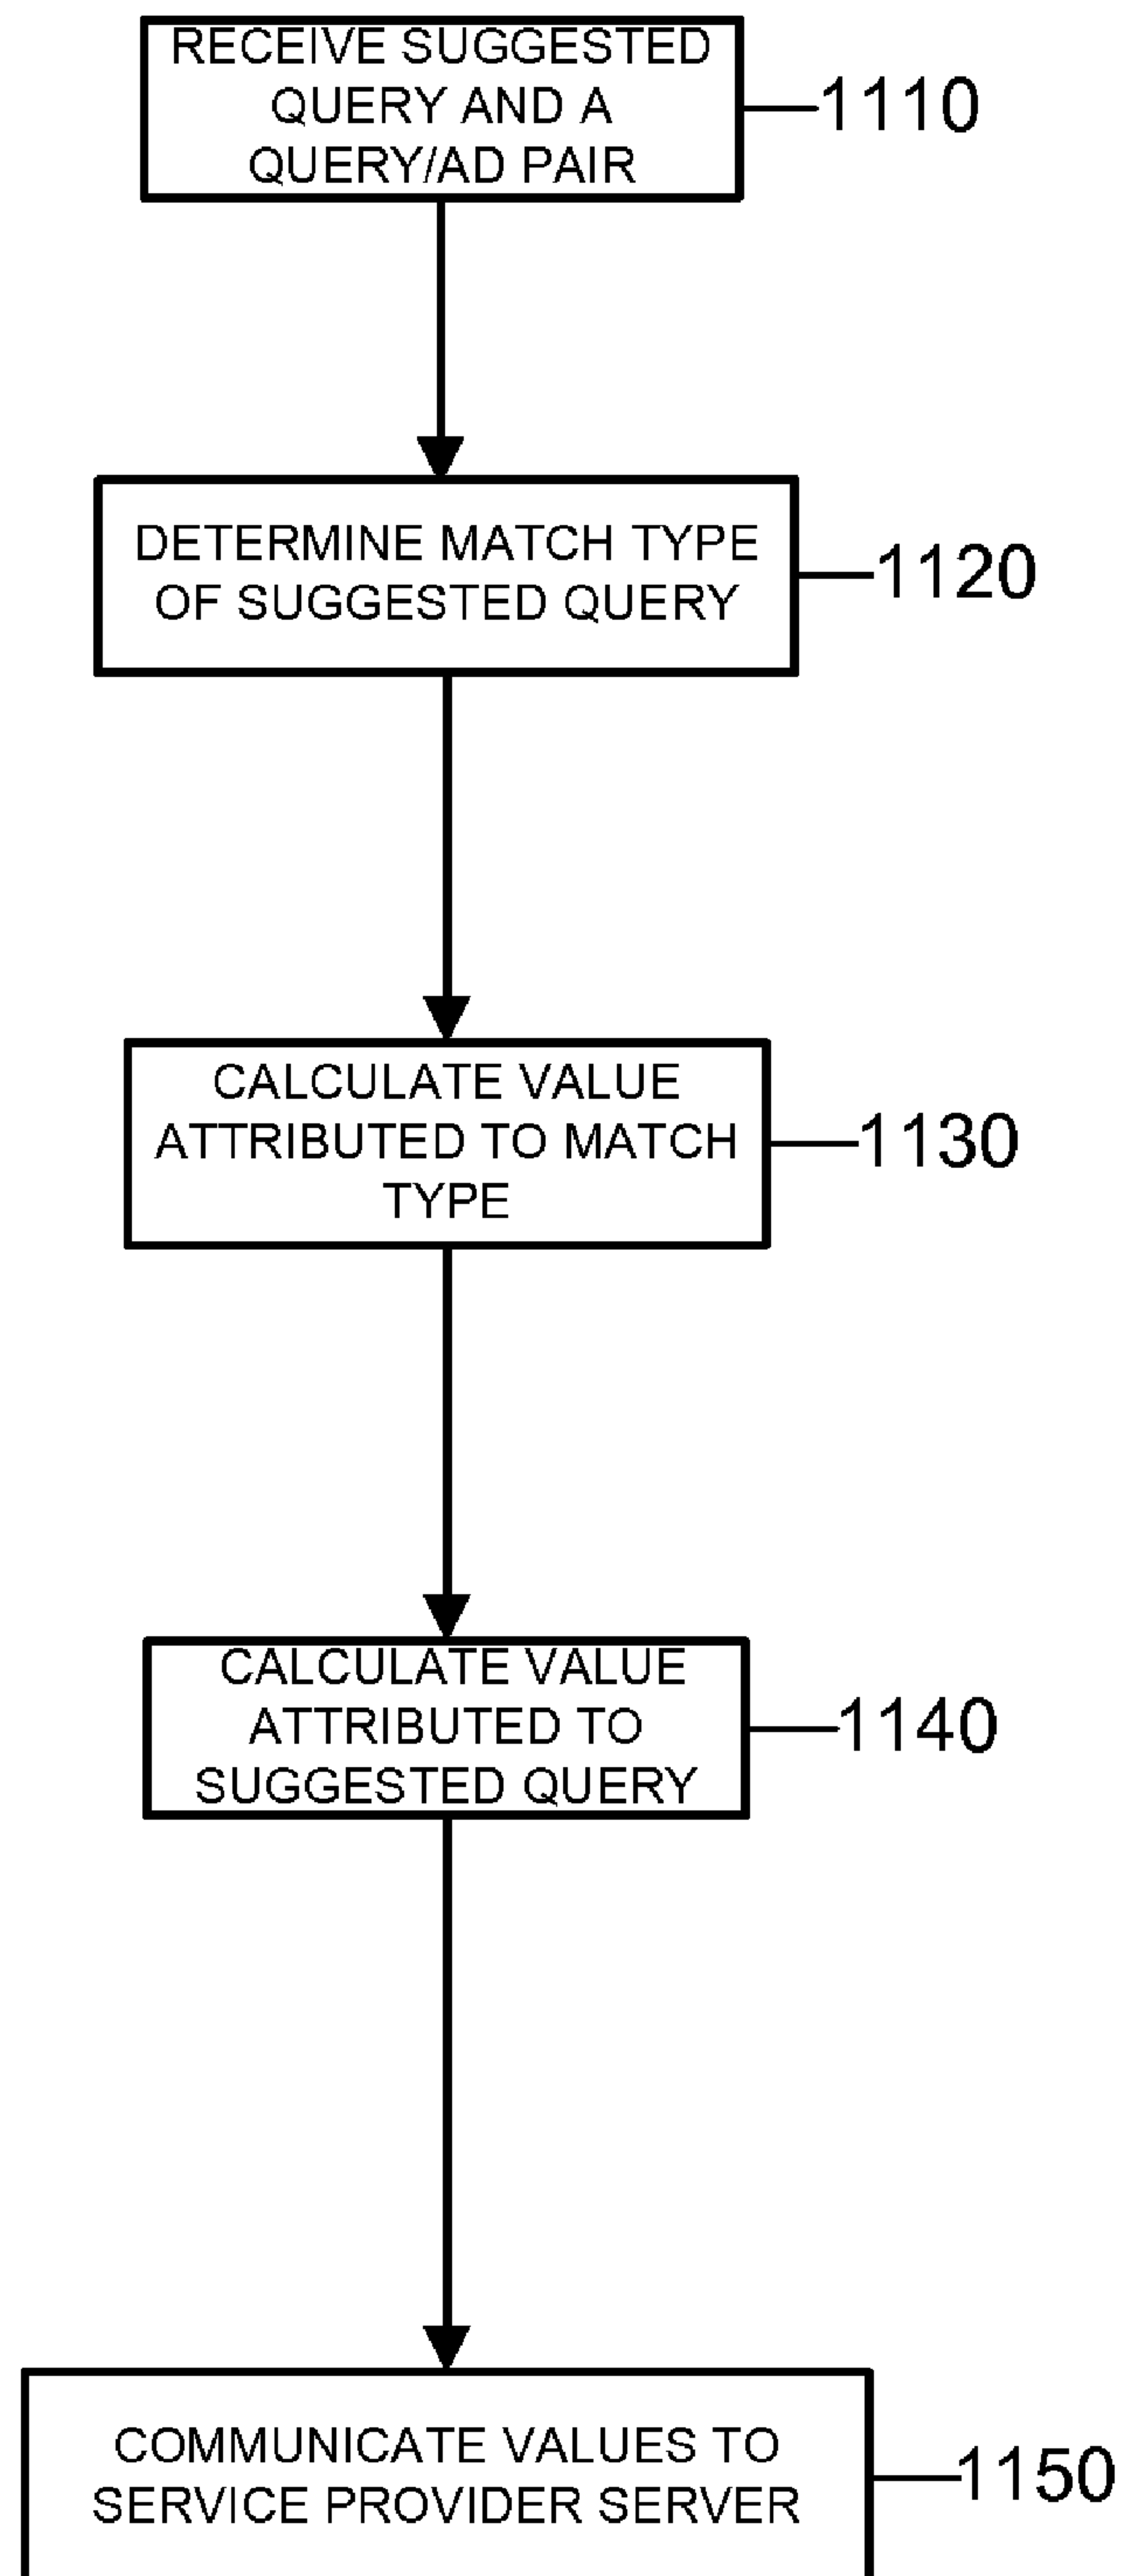 RECEIVE SUGGESTED
QUERY AND A
QUERY/AD PAIR
1110
DETERMINE MATCH TYPE
OF SUGGESTED QUERY
1120
CALCULATE VALUE
ATTRIBUTED TO MATCH
TYPE
1130
CALCULATE VALUE
ATTRIBUTED TO
SUGGESTED QUERY
1140
COMMUNICATE VALUES TO
SERVICE PROVIDER SERVER
1150